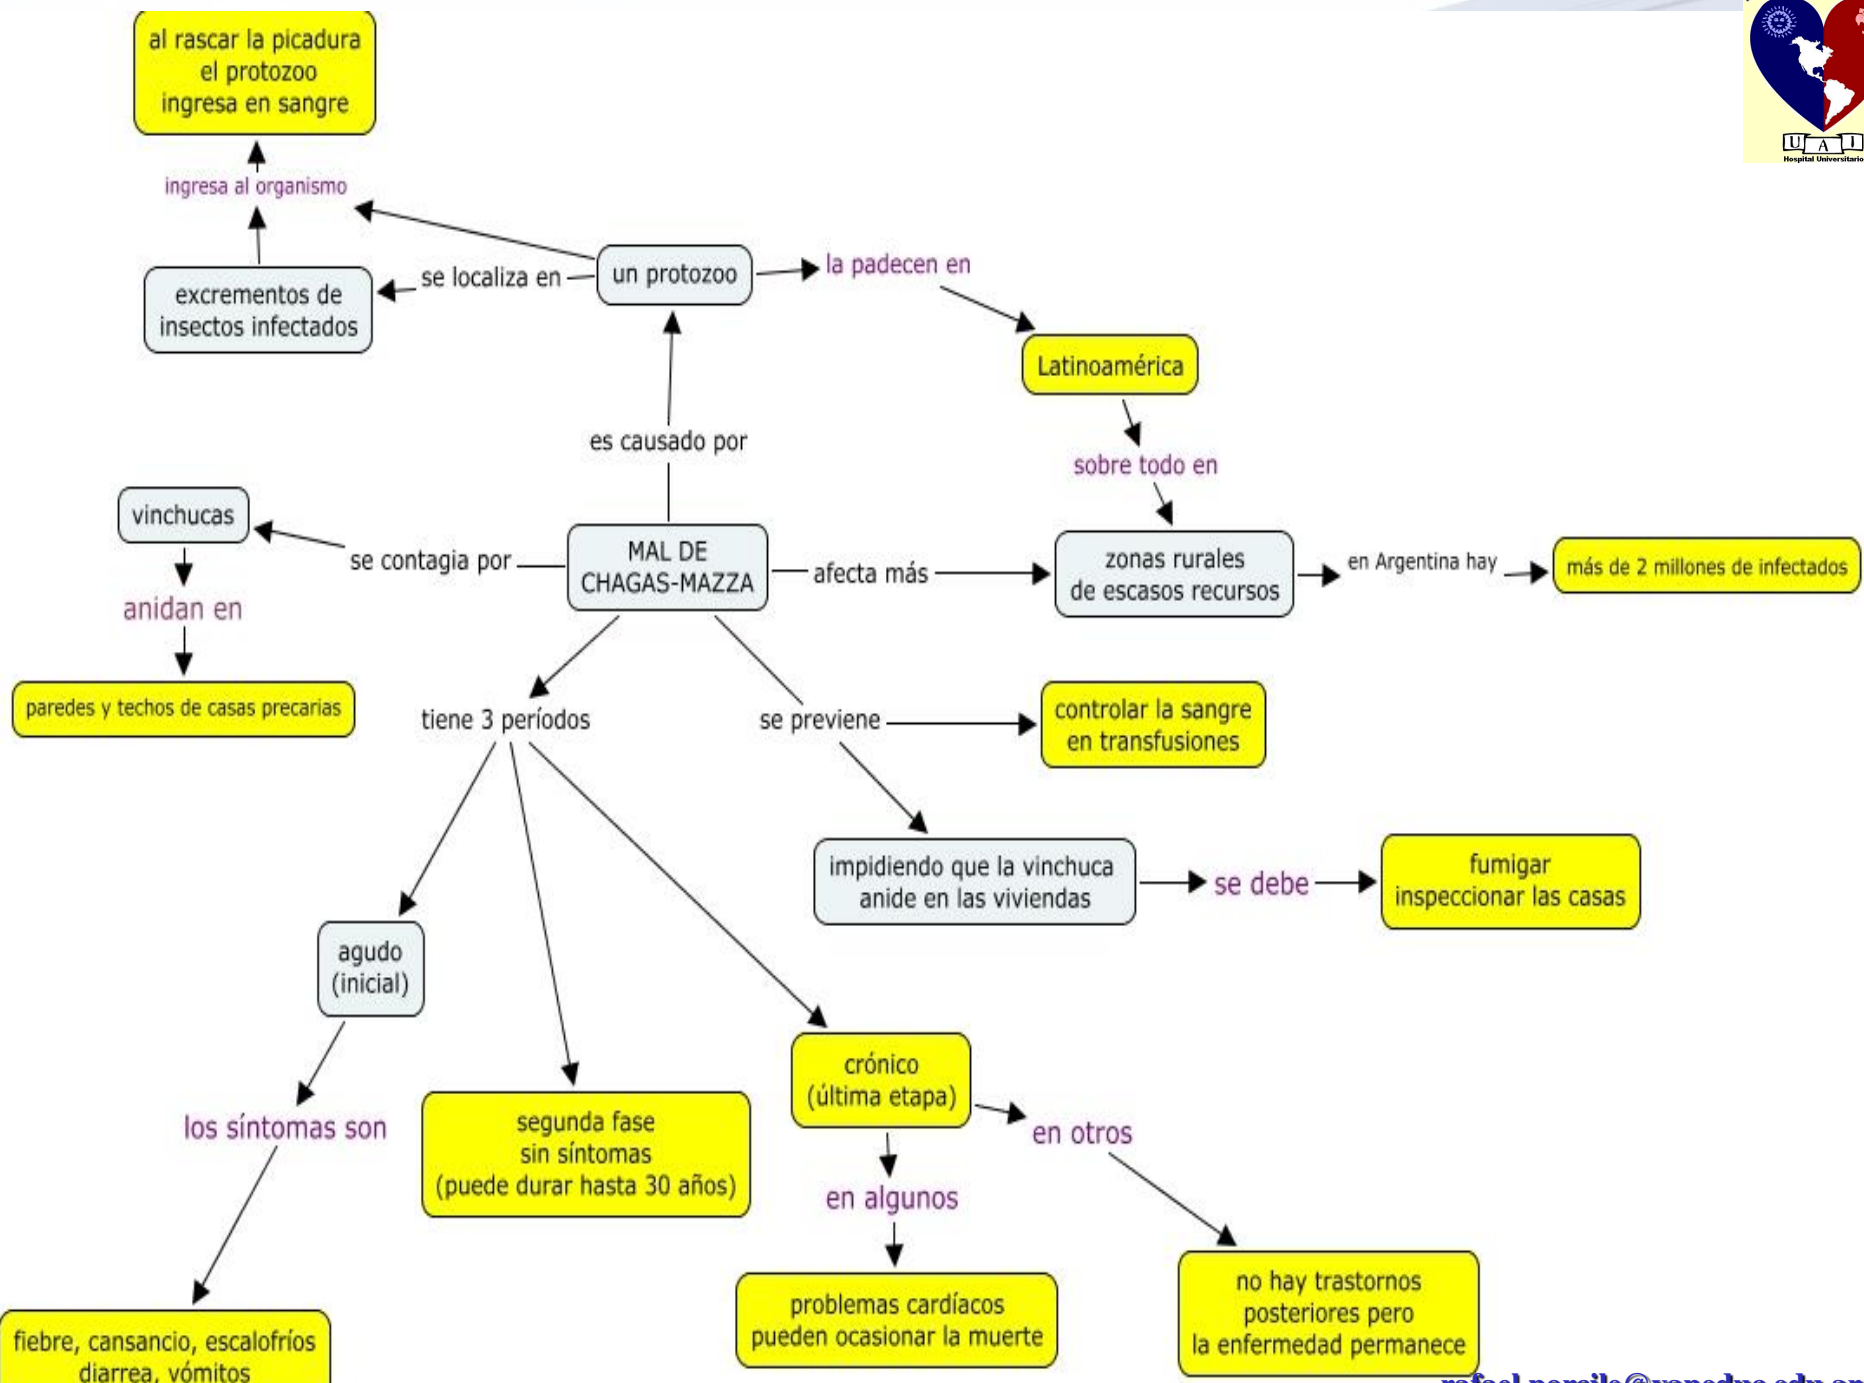 al rascar la picadura
el protozoo
ingresa en sangre
U A I
Hospital Universitario
ingresa al organismo
se localiza en
un protozoo
la padecen en
excrementos de
insectos infectados
Latinoamérica
es causado por
sobre todo en
vinchucas
se contagia por
MAL DE
CHAGAS-MAZZA
afecta más
zonas rurales
de escasos recursos
en Argentina hay
más de 2 millones de infectados
anidan en
paredes y techos de casas precarias
tiene 3 períodos
se previene
controlar la sangre
en transfusiones
impidiendo que la vinchuca
anide en las viviendas
se debe
fumigar
inspeccionar las casas
agudo
(inicial)
crónico
(última etapa)
los síntomas son
segunda fase
sin síntomas
(puede durar hasta 30 años)
en otros
en algunos
problemas cardíacos
pueden ocasionar la muerte
no hay trastornos
posteriores pero
la enfermedad permanece
fiebre, cansancio, escalofríos
diarrea, vómitos